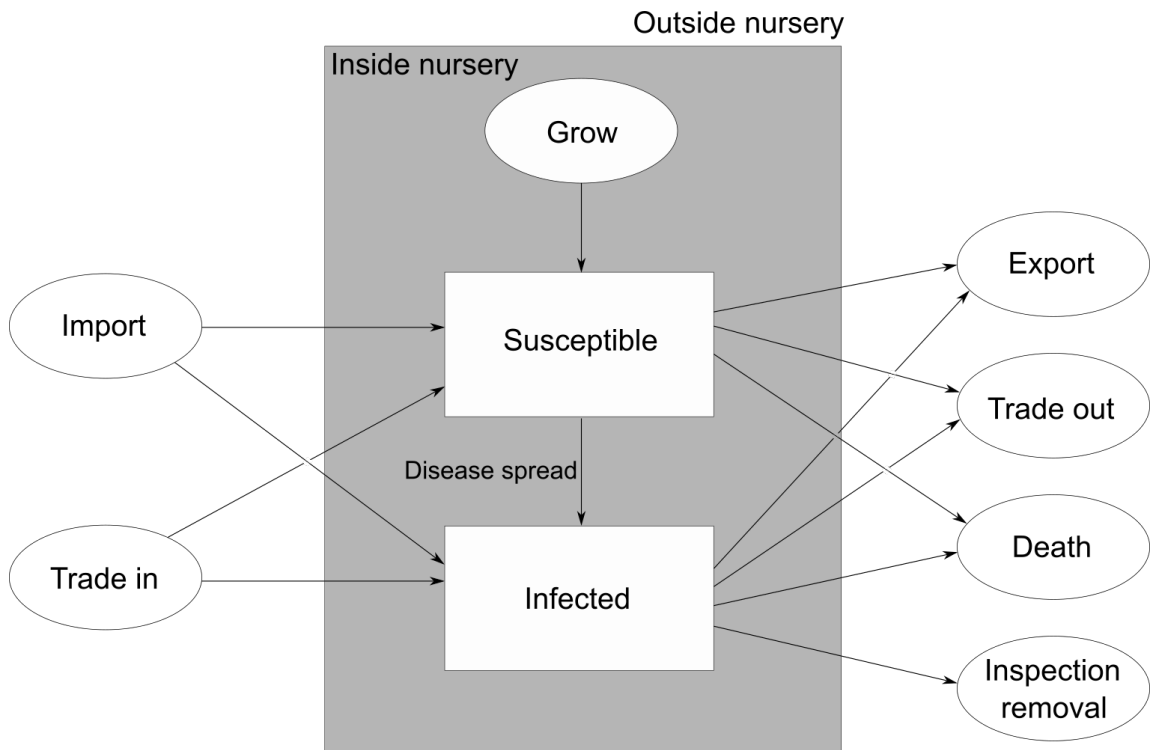 Outside nursery
Inside nursery
Grow
Import
Susceptible
Export
Trade out
Disease spread
Trade in
Infected
Death
Inspection
removal